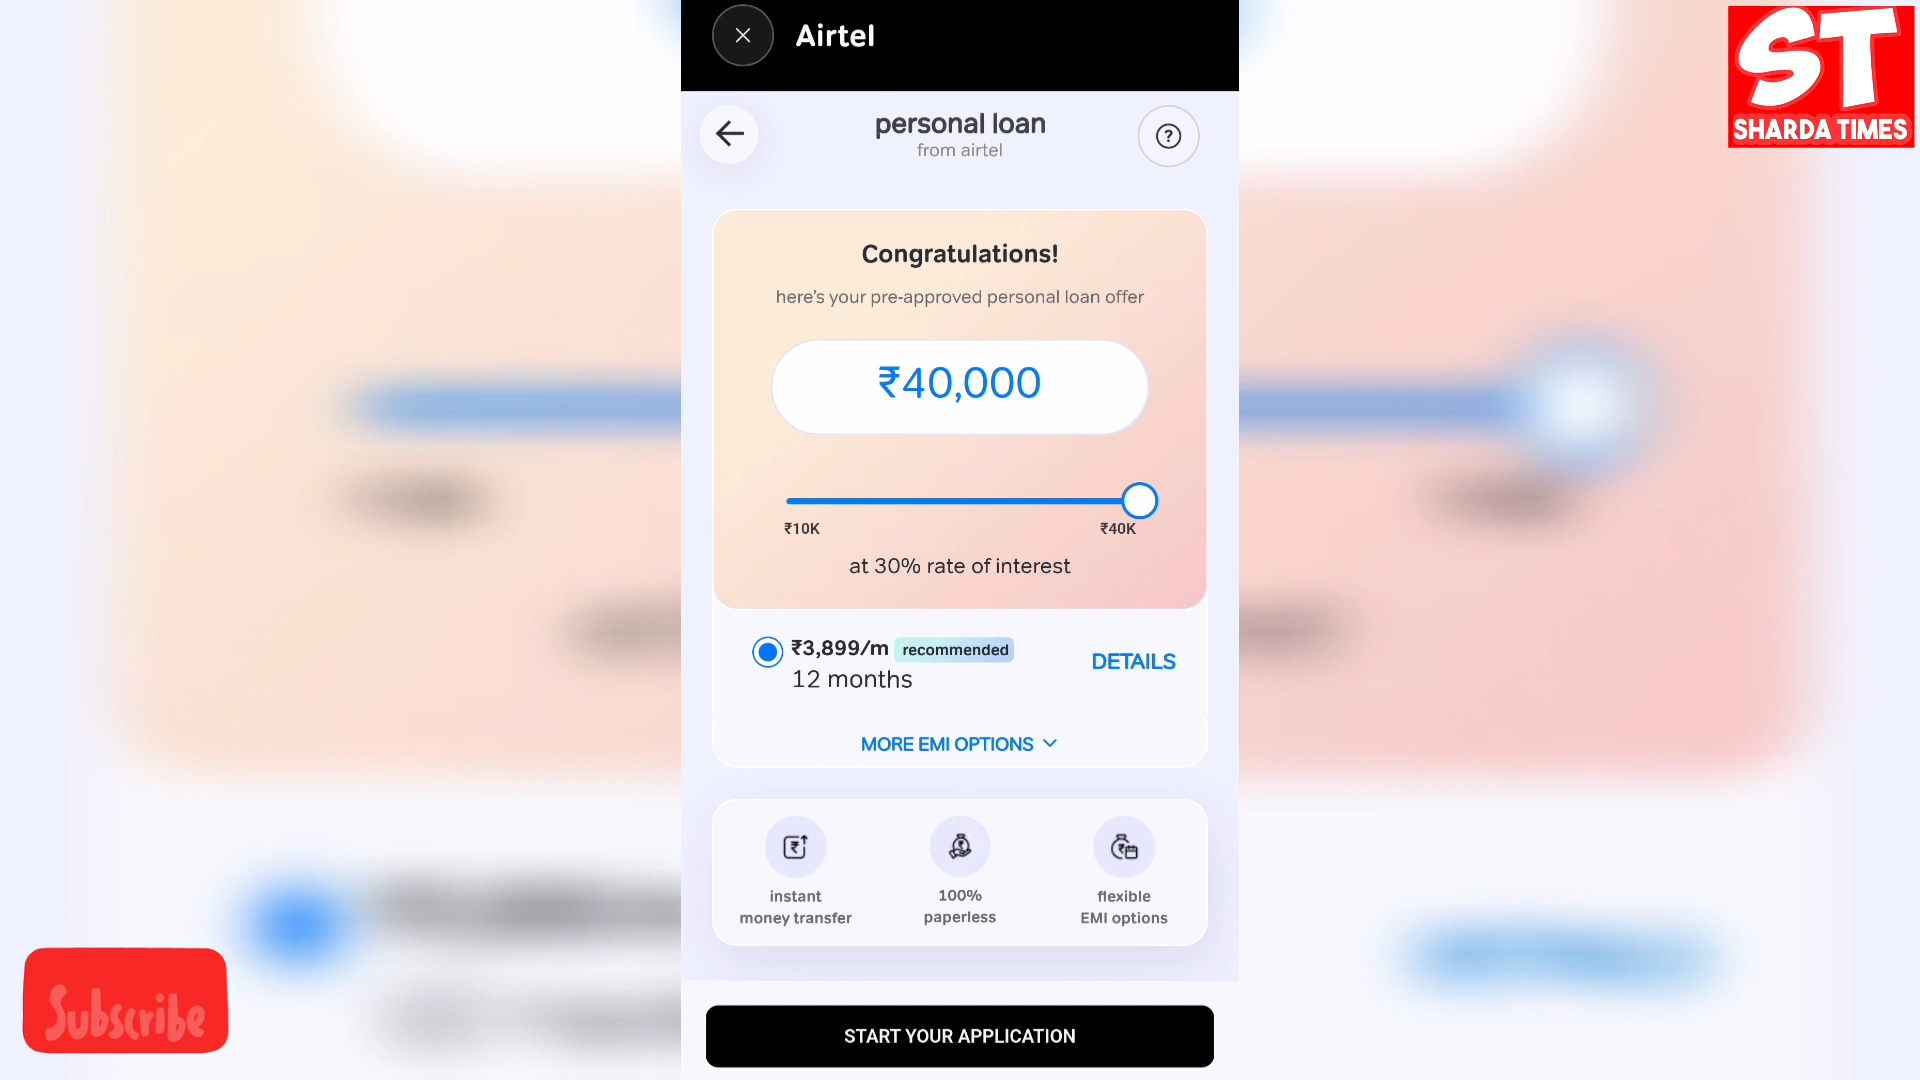 Airtel
ST
SHARDA TIMES
personal loan
from airtel
Congratulations!
here's your pre-approved personal loan offer
₹40,000
₹10K
₹40K
at 30% rate of interest
₹3,899/m recommended
12 months
DETAILS
MORE EMI OPTIONS
instant
money transfer
100%
paperless
flexible
EMI options
Subscribe
START YOUR APPLICATION